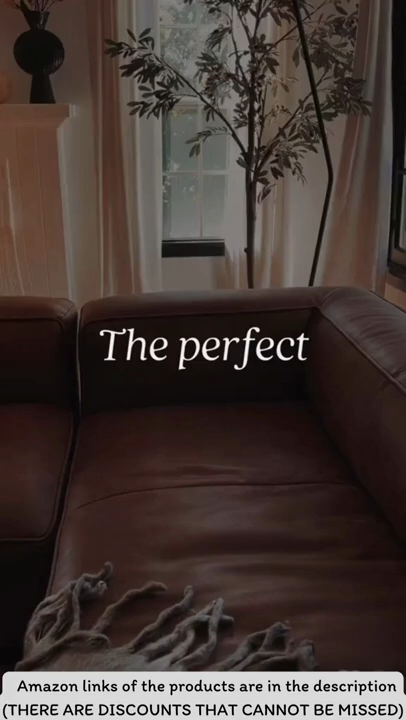 The perfect
Amazon links of the products are in the description
(THERE ARE DISCOUNTS THAT CANNOT BE MISSED)